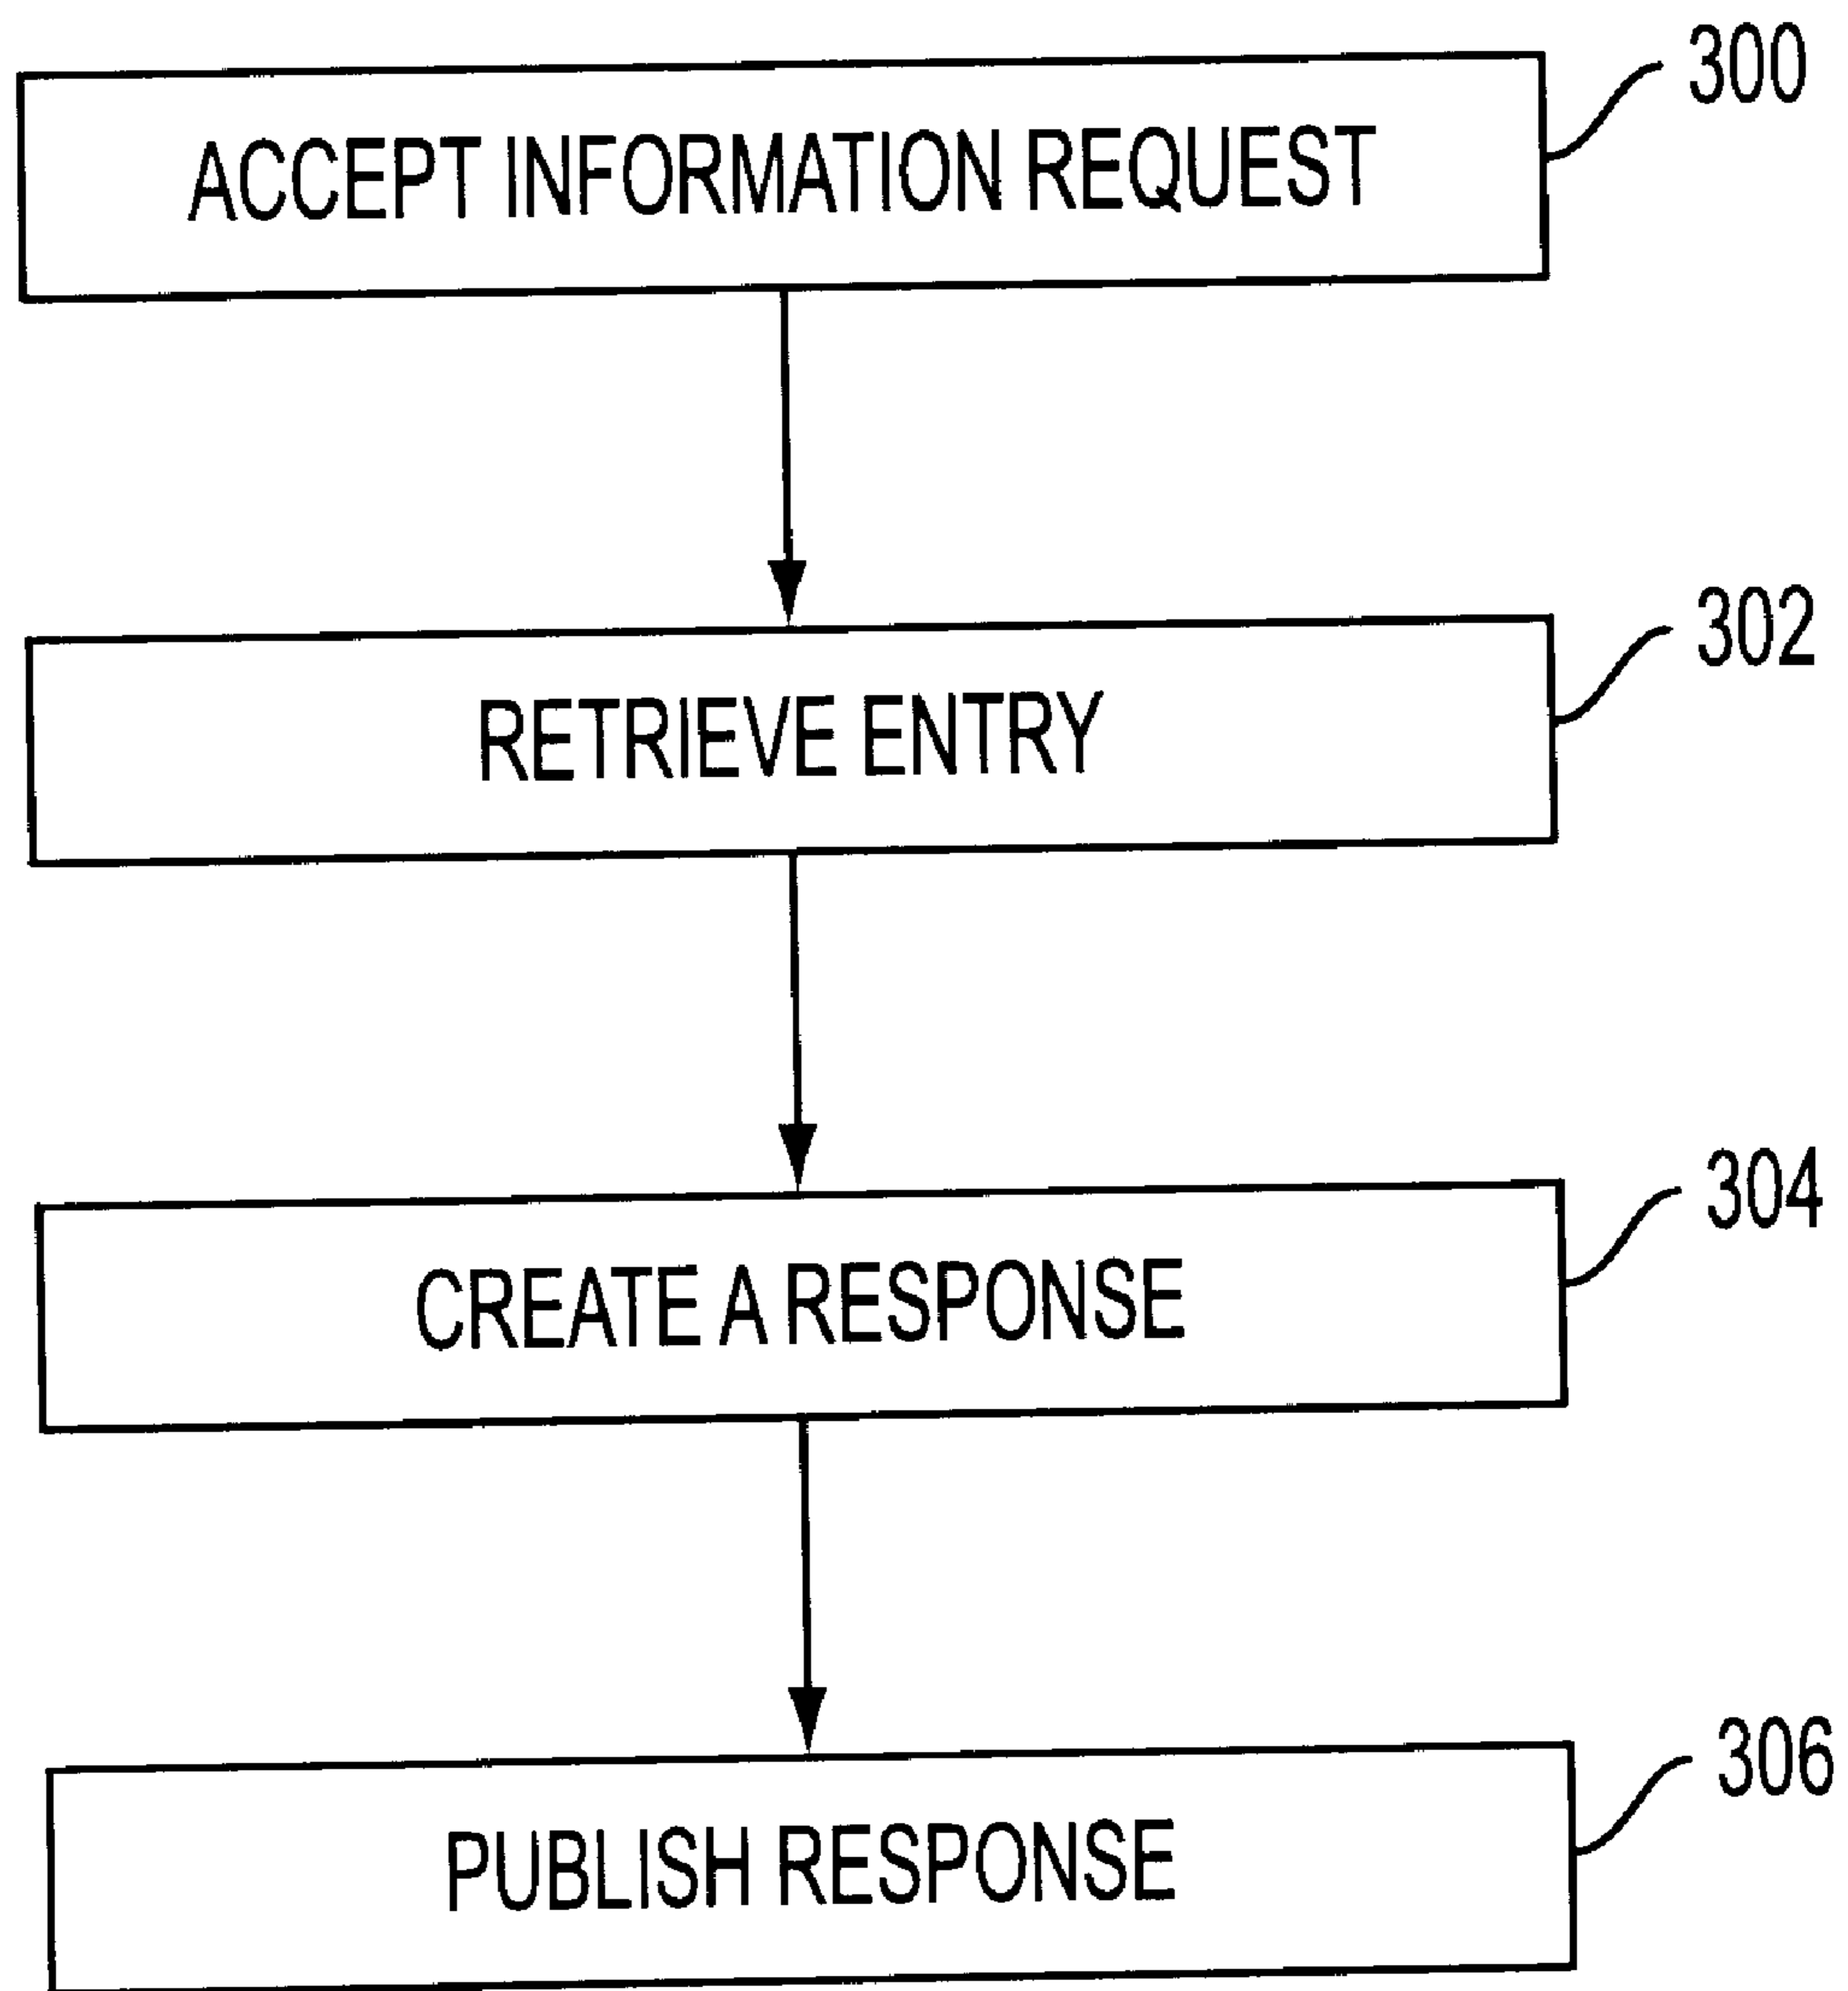 300
ACCEPT INFORMATION REQUEST
302
RETRIEVE ENTRY
304
CREATE A RESPONSE
306
PUBLISH RESPONSE